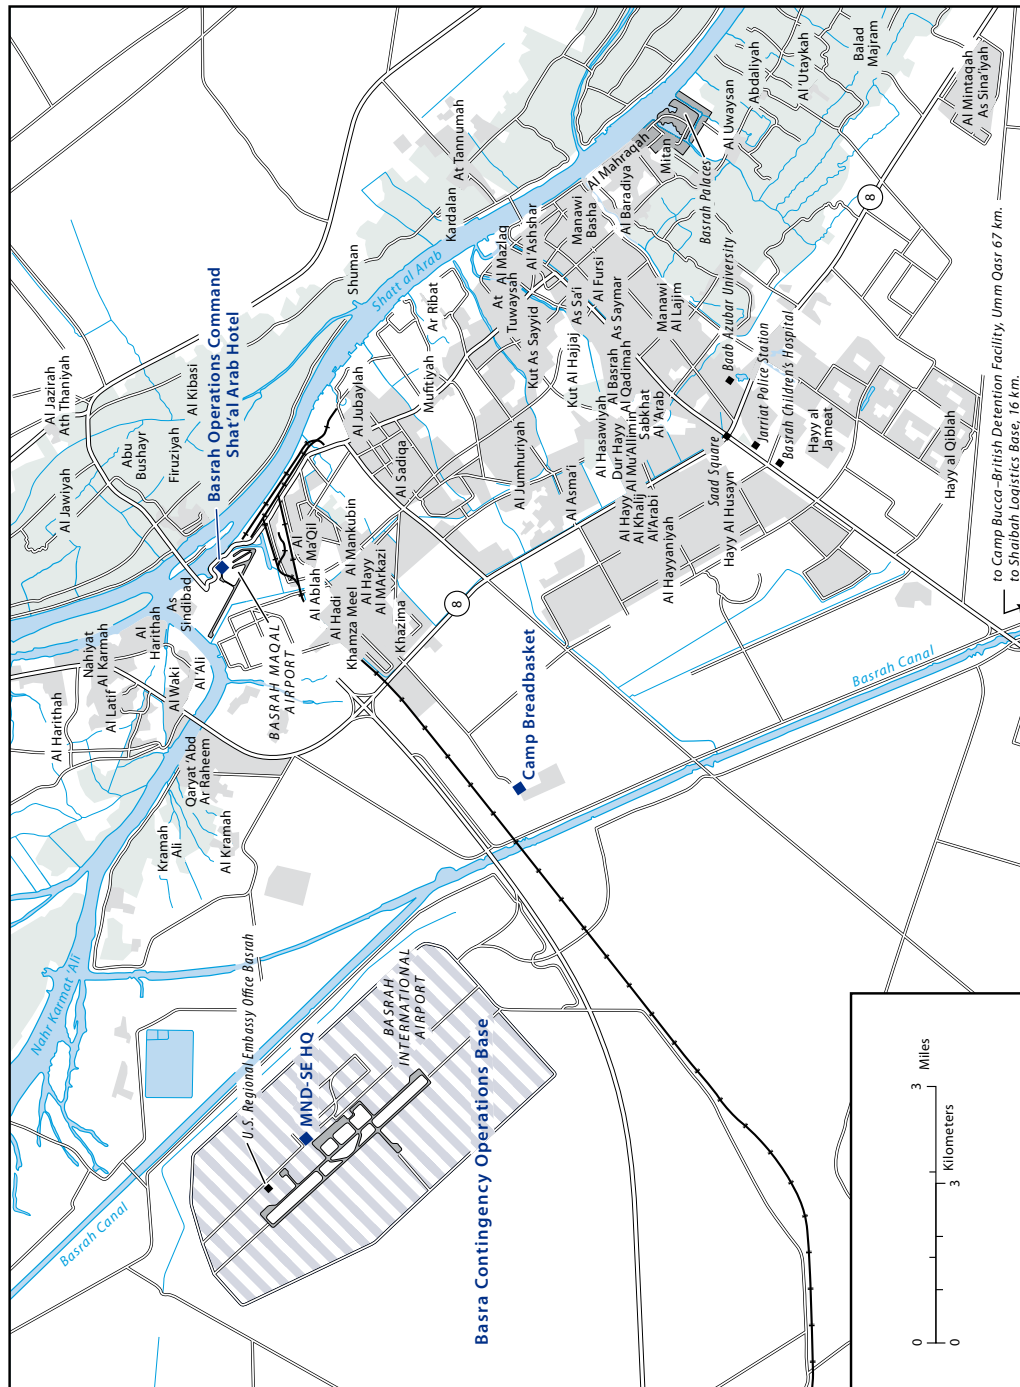 Basrah Canal
Nahr Karmat 'Ali
U.S. Regional Embassy Office Basrah
MND-SE HQ
BASRAH
INTERNATIONAL
AIRPORT
Basra Contingency Operations Base
Al Harithah
Nahiyat
Al Karmah
Al Latif
Al
Harithah
Al Waki
As
Sindibad
Al 'Ali
Qaryat 'Abd
Ar Raheem
Kramah
Ali
Al Kramah
BASRAH MAQAL
AIRPORT
Al Jawiyah
Al Jazirah
Ath Thaniyah
Abu
Bushayr
Firuziyah
Al Kibasi
Basrah Operations Command
Shat'al Arab Hotel
Shuman
Shatt al Arab
Kardalan
At Tannumah
Al
Ma'Qil
Al Ablah
Al Hadi
Khamza Meel
Al Mankubin
Al Hayy
Al MArkazi
Khazima
Al Jubaylah
Al Sadiqa
Muftiyah
Ar Ribat
8
Camp Breadbasket
Basrah Canal
At
Tuwaysah
Al Mazlaq
Al 'Ashshar
Kut As Sayyid
As Sa'i
Al Fursi
Manawi
Basha
Al Baradiya
Al Mahraqah
Mitan
Basrah Palaces
Al Jumhuriyah
Kut Al Hajjaj
Al Asma'i
Al Hasawiyah
Dur Hayy
Al Mu'Allimin
Al Basrah
Al Qadimah
As Saymar
Sabkhat
Al 'Arab
Manawi
Al Lajim
Al Hayy
Al Khalij
Al'Arabi
Al Hayyaniyah
Saad Square
Hayy Al Husayn
Baab Azubar University
Jarriat Police Station
Basrah Children's Hospital
Hayy al
Jameat
Hayy al Qiblah
8
Al Uwaysan
Abdaliyah
Al 'Utaykah
Balad
Majram
Al Mintaqah
As Sina'iyah
to Camp Bucca–British Detention Facility, Umm Qasr 67 km.
to Shaibah Logistics Base, 16 km.
0
3
Miles
0
3
Kilometers